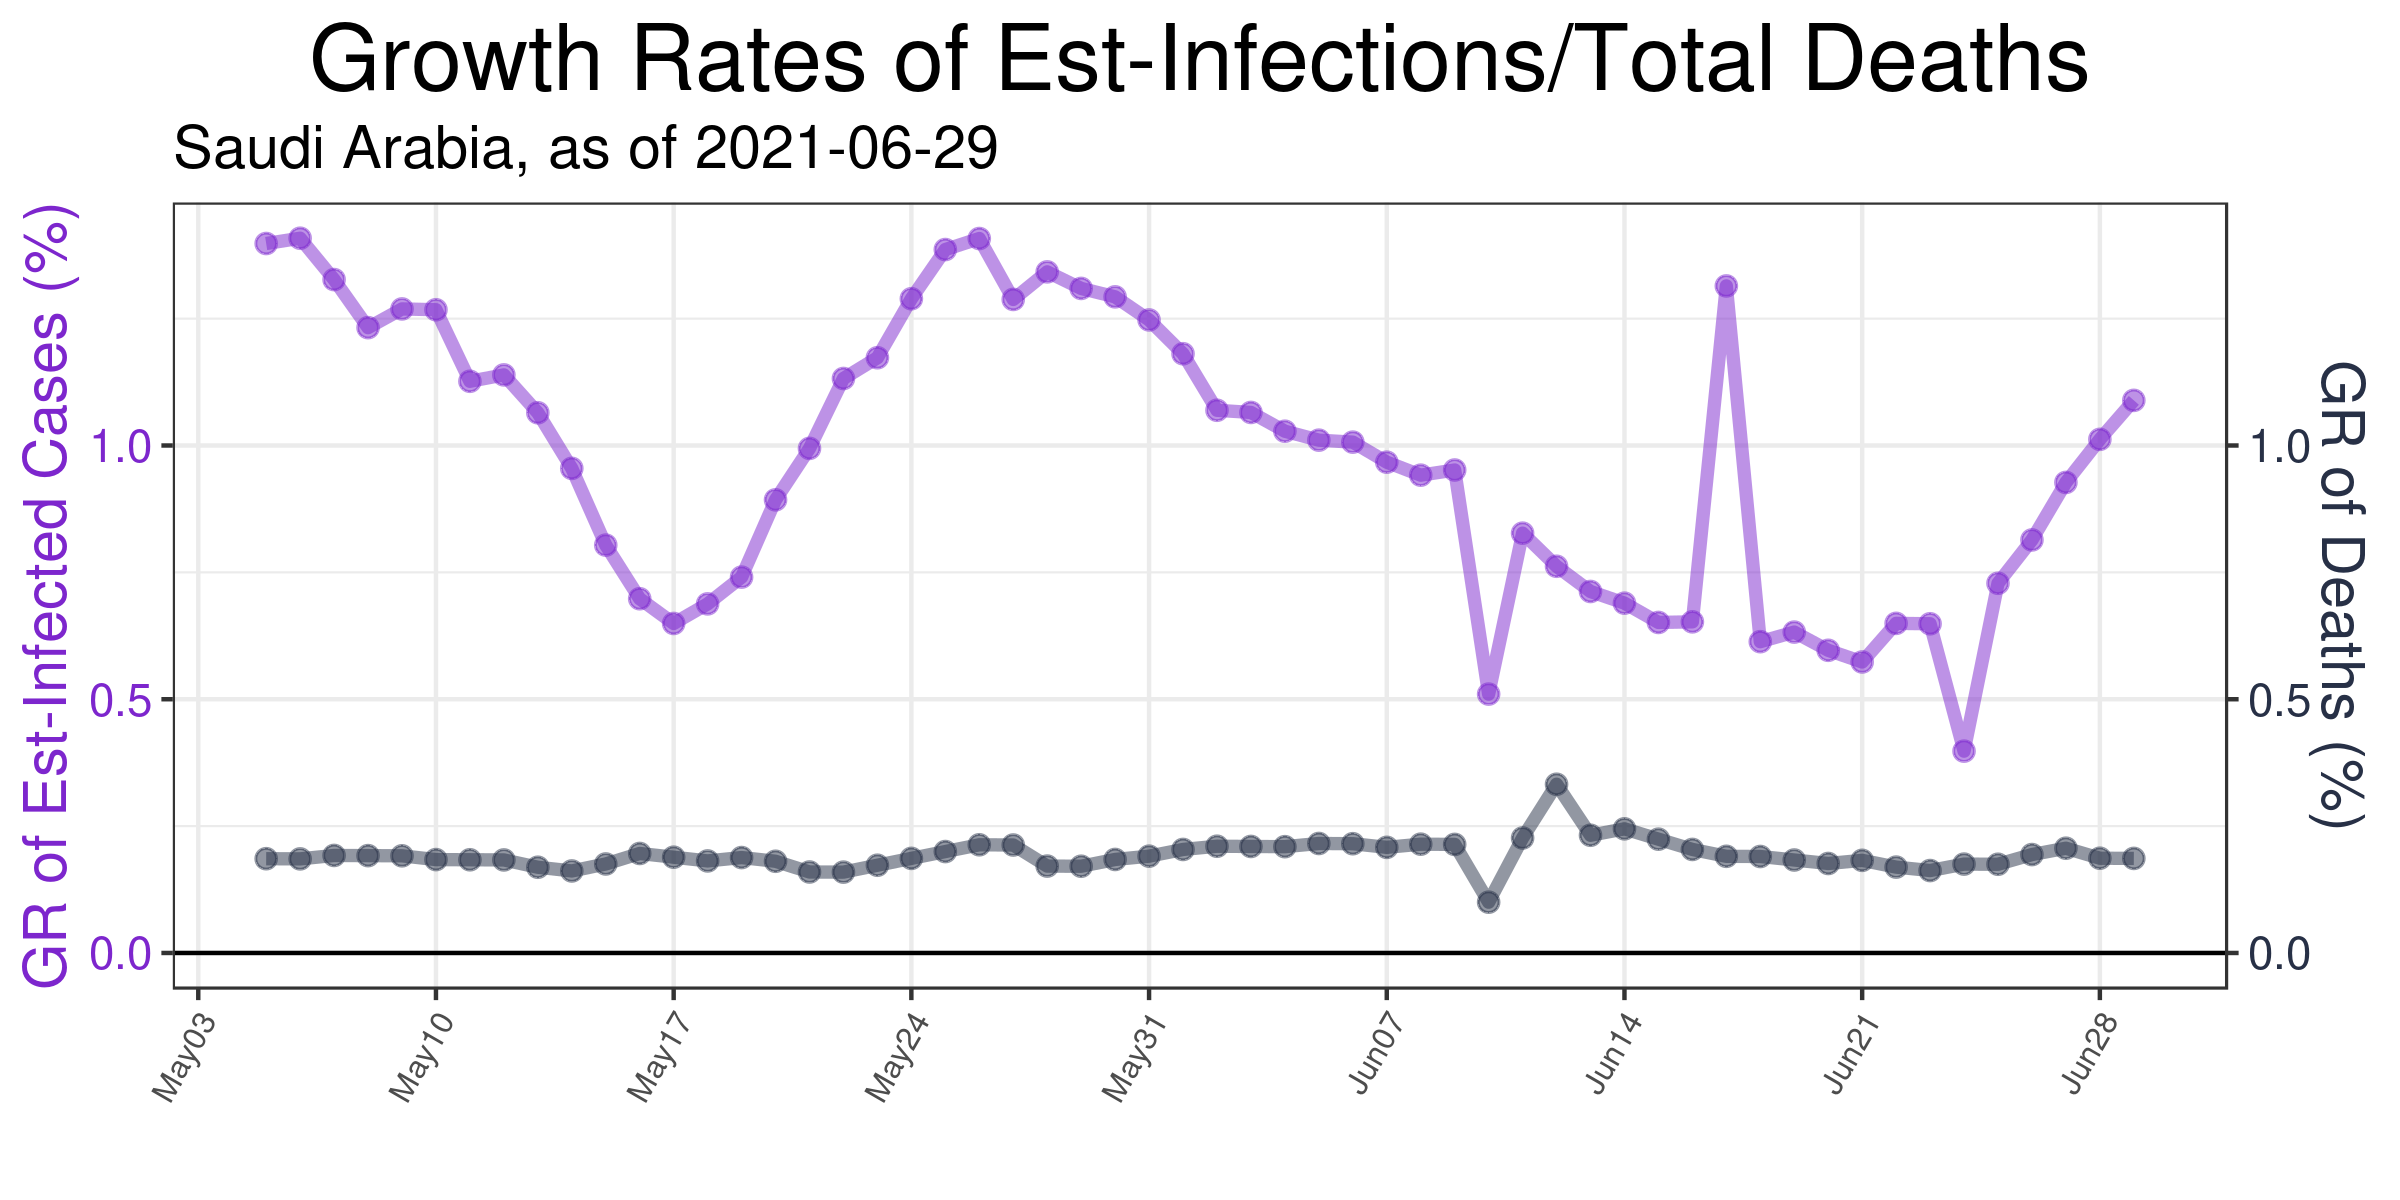 Growth Rates of Est-Infections/Total Deaths
Saudi Arabia, as of 2021-06-29
GR of Est-Infected Cases (%)
1.0
0.5
0.0
1.0
0.5
0.0
GR of Deaths (%)
May03
May10
May17
May24
May31
Jun07
Jun14
Jun21
Jun28